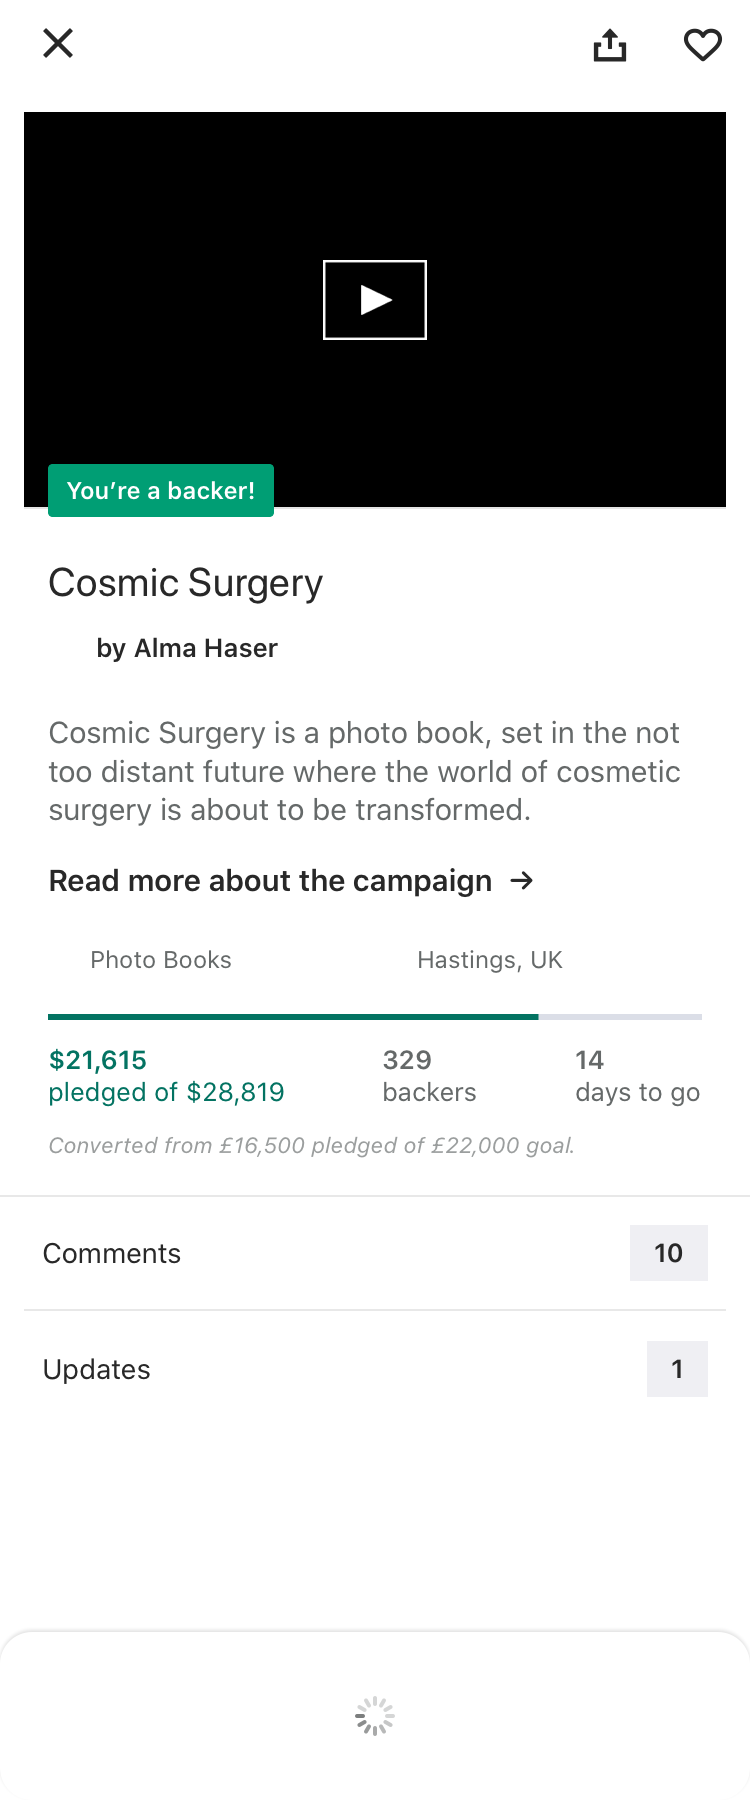 You’re a backer!
Cosmic Surgery
by Alma Haser
Cosmic Surgery is a photo book, set in the not
too distant future where the world of cosmetic
surgery is about to be transformed.
Read more about the campaign →
Photo Books
Hastings, UK
$21,615
pledged of $28,819
329
backers
14
days to go
Converted from £16,500 pledged of £22,000 goal.
Comments
10
Updates
1